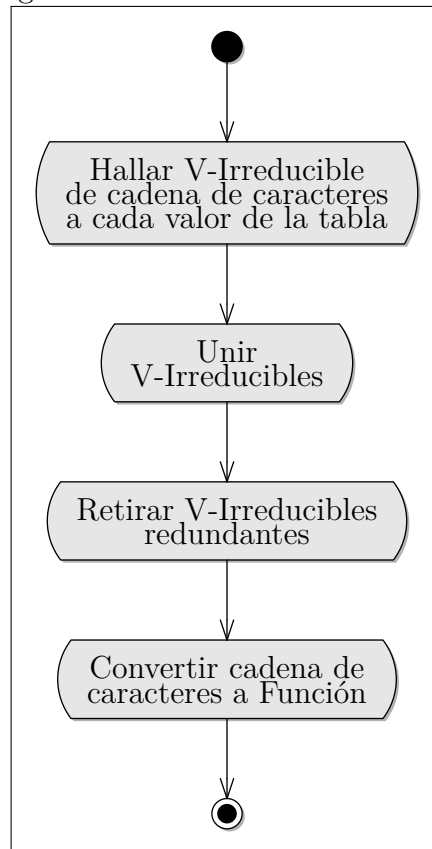 Hallar V-Irreducible
de cadena de caracteres
a cada valor de la tabla
Unir
V-Irreducibles
Retirar V-Irreducibles
redundantes
Convertir cadena de
caracteres a Función